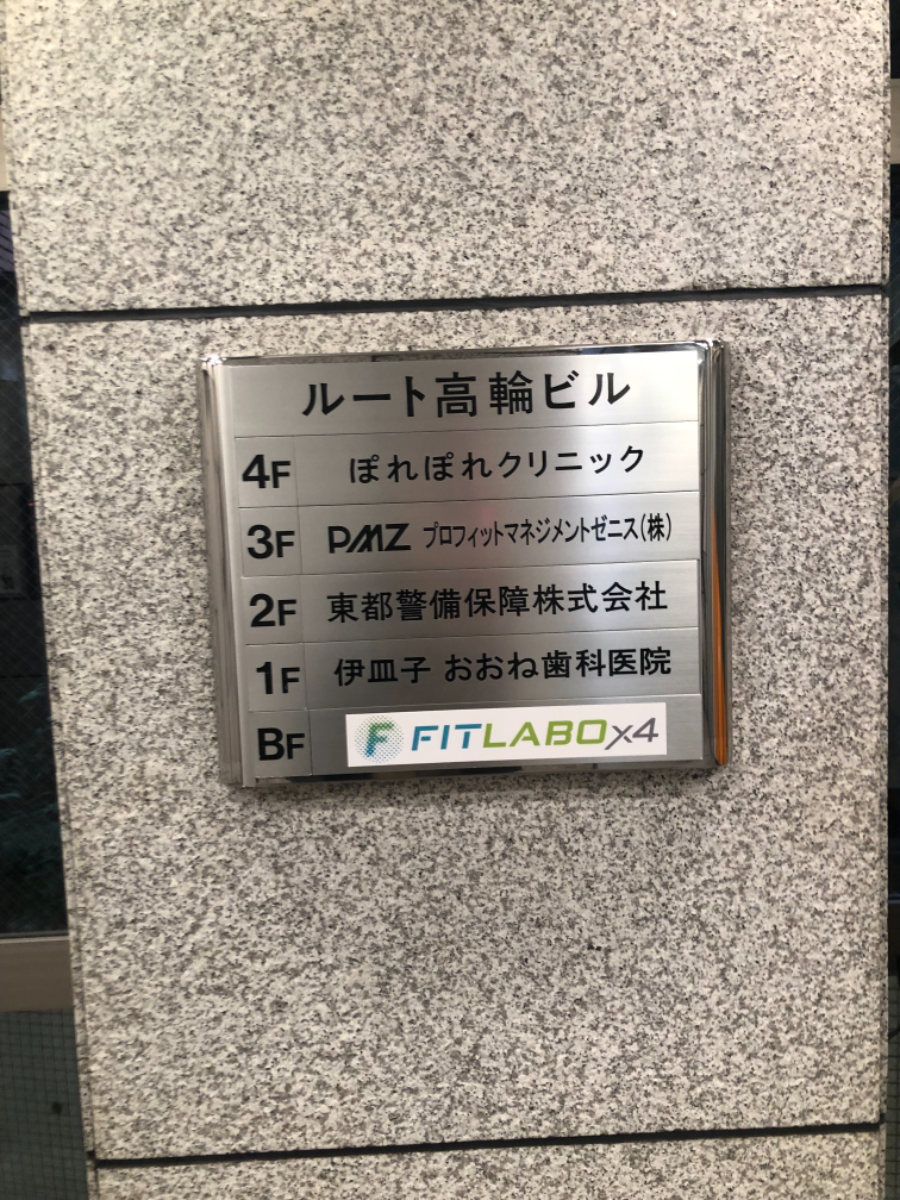 ルート高輪ビル
4F ぽれぽれクリニック
3F PMZ プロフィットマネジメントゼニス(株)
2F 東都警備保障株式会社
1F 伊皿子 おおね歯科医院
BF F FITLABOx4